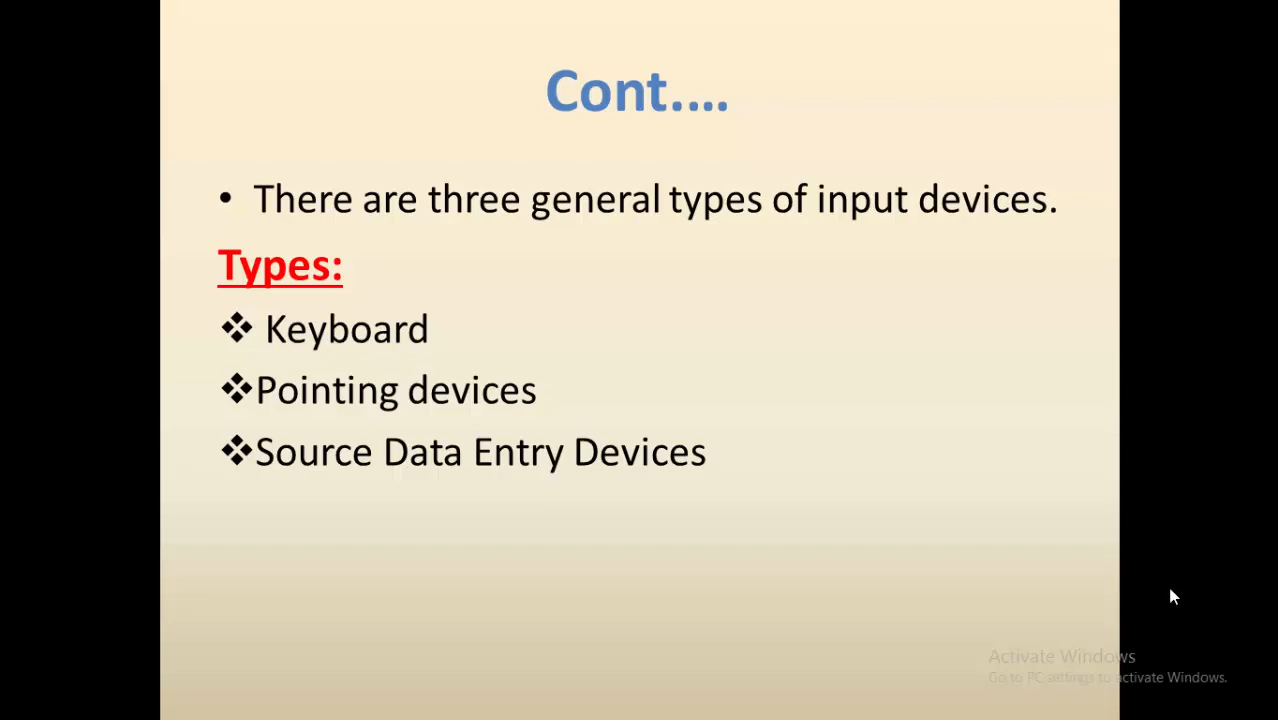 Cont....
• There are three general types of input devices.
Types:
❖ Keyboard
❖Pointing devices
❖Source Data Entry Devices
Activate Windows
Go to PC settings to activate Windows.